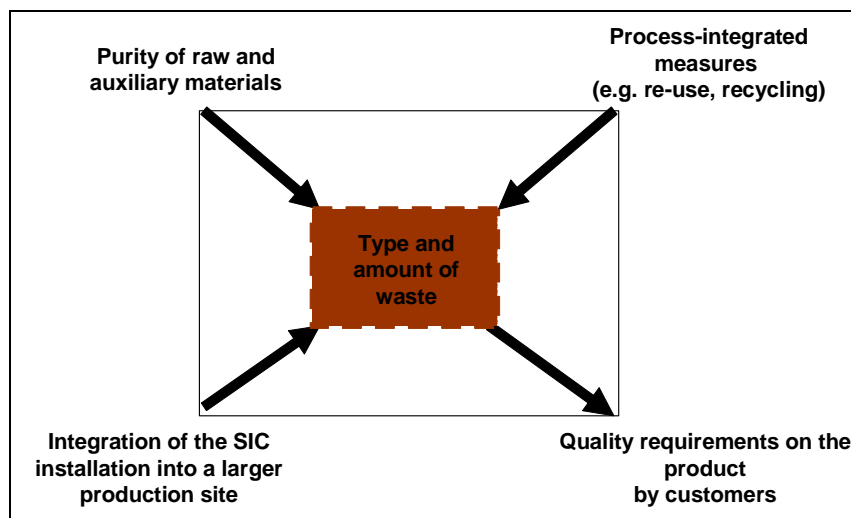 Purity of raw and
auxiliary materials
Process-integrated
measures
(e.g. re-use, recycling)
Type and
amount of
waste
Integration of the SIC
installation into a larger
production site
Quality requirements on the
product
by customers